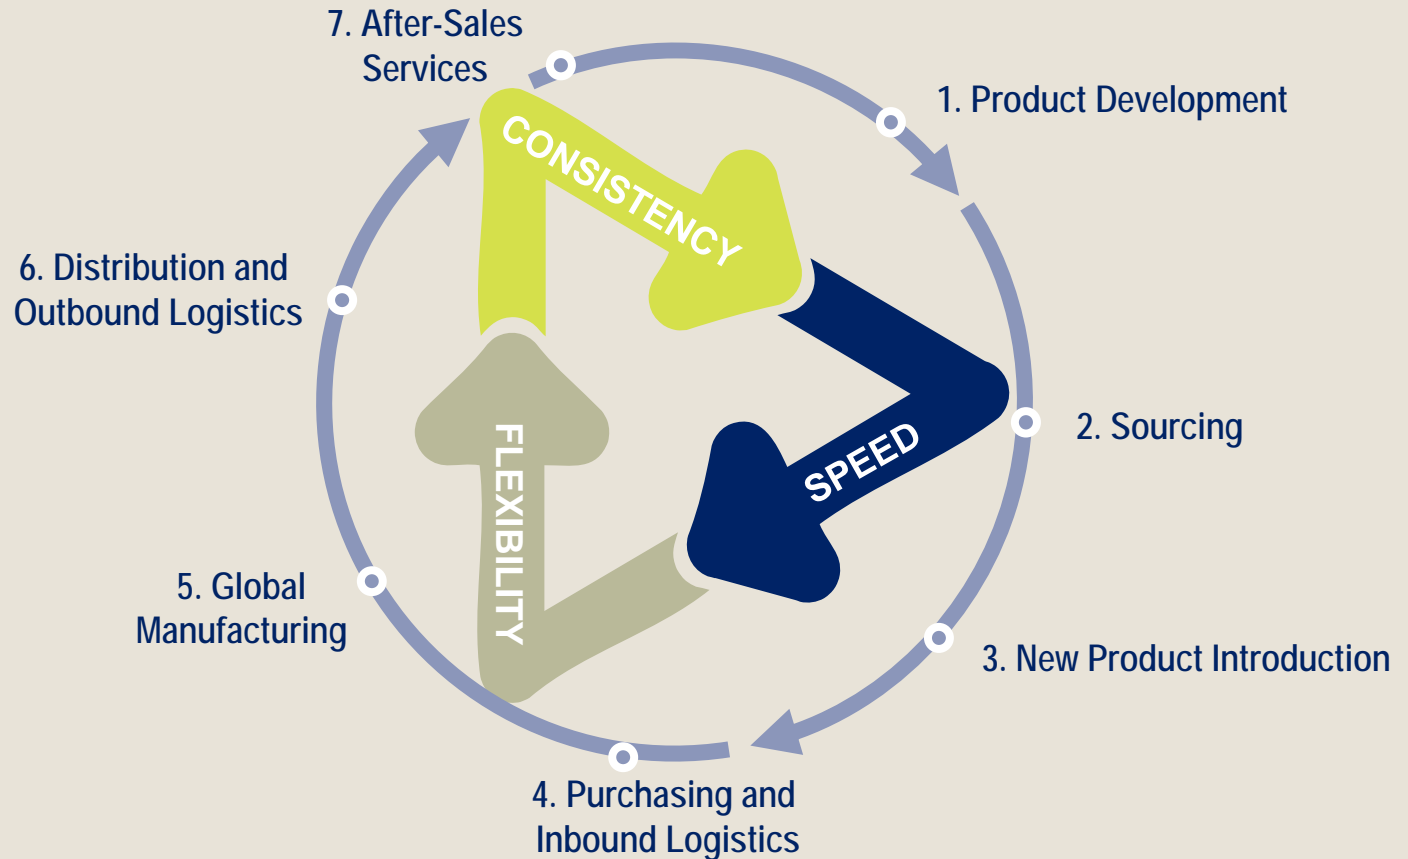 7. After-Sales
Services
1. Product Development
CONSISTENCY
6. Distribution and
Outbound Logistics
2. Sourcing
SPEED
FLEXIBILITY
5. Global
Manufacturing
3. New Product Introduction
4. Purchasing and
Inbound Logistics